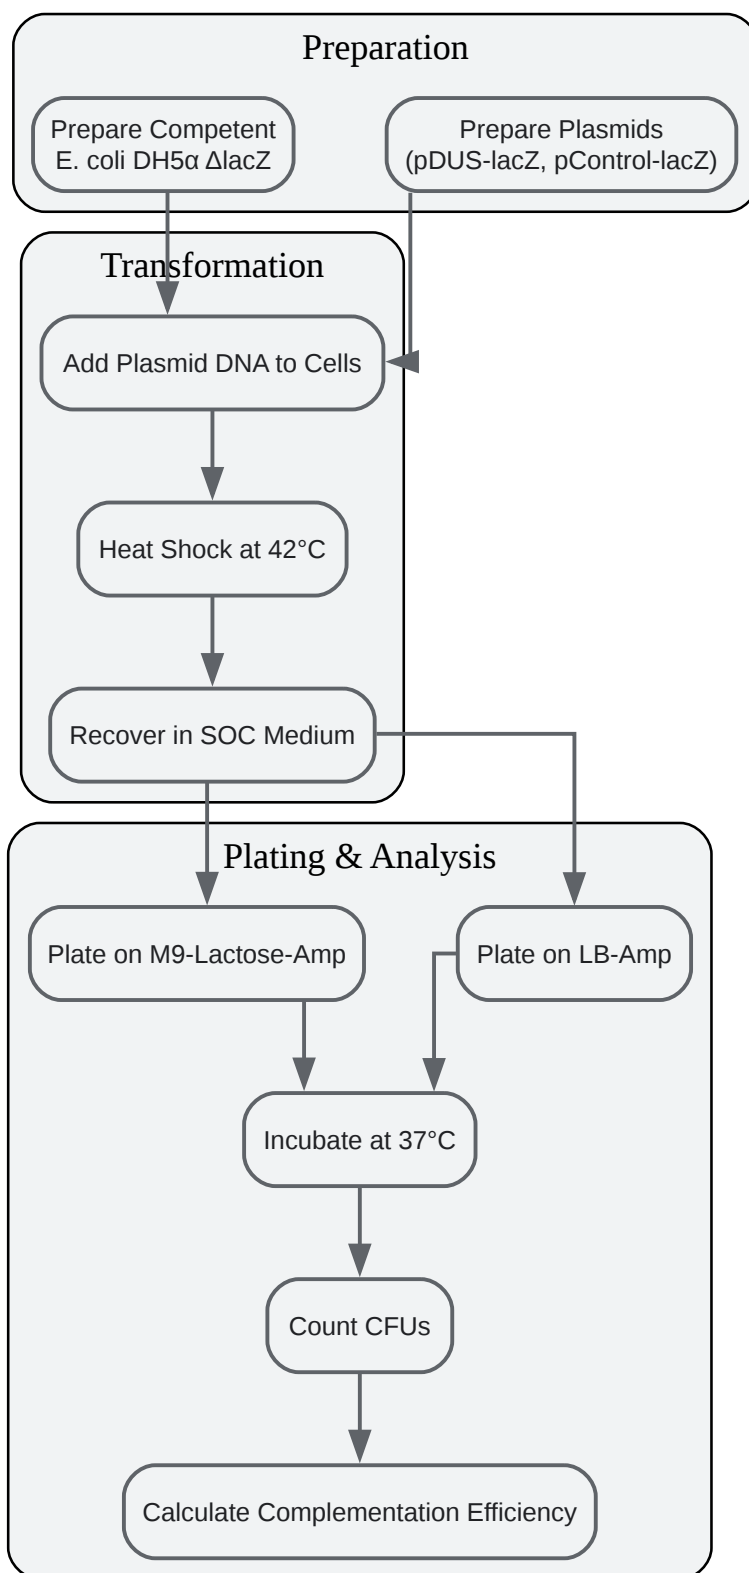 Preparation
Prepare Competent
E. coli DH5α ΔlacZ
Prepare Plasmids
(pDUS-lacZ, pControl-lacZ)
Transformation
Add Plasmid DNA to Cells
Heat Shock at 42°C
Recover in SOC Medium
Plating & Analysis
Plate on M9-Lactose-Amp
Plate on LB-Amp
Incubate at 37°C
Count CFUs
Calculate Complementation Efficiency